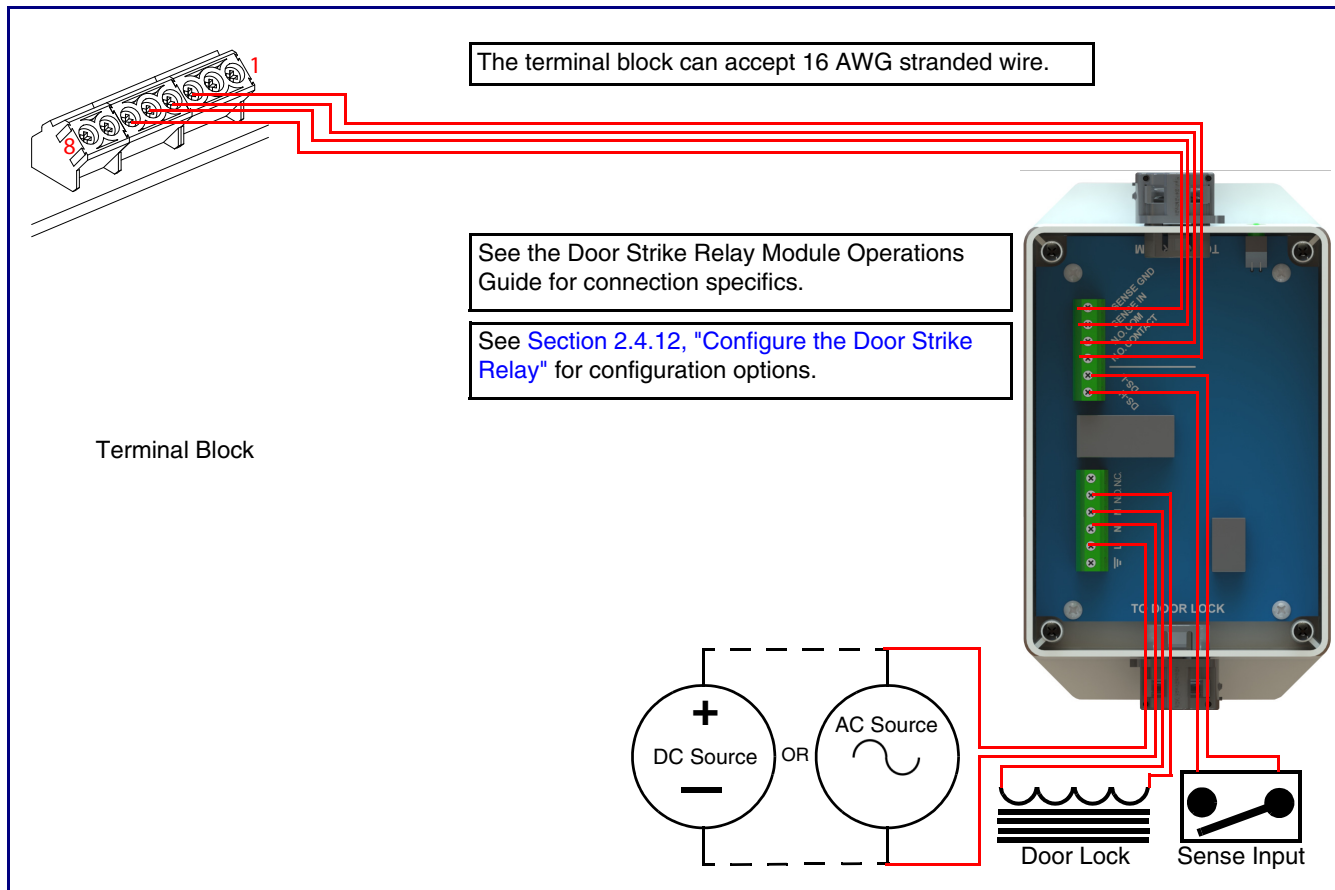 1
8
The terminal block can accept 16 AWG stranded wire.
See the Door Strike Relay Module Operations
Guide for connection specifics.
See Section 2.4.12, "Configure the Door Strike
Relay" for configuration options.
Terminal Block
SENSE GND
SENSE IN
N.O. COM
N.O. CONTACT
DS-1
N.C.
N.O.
N
N
L
TO DOOR LOCK
+
DC Source
—
OR
AC Source
Door Lock
Sense Input